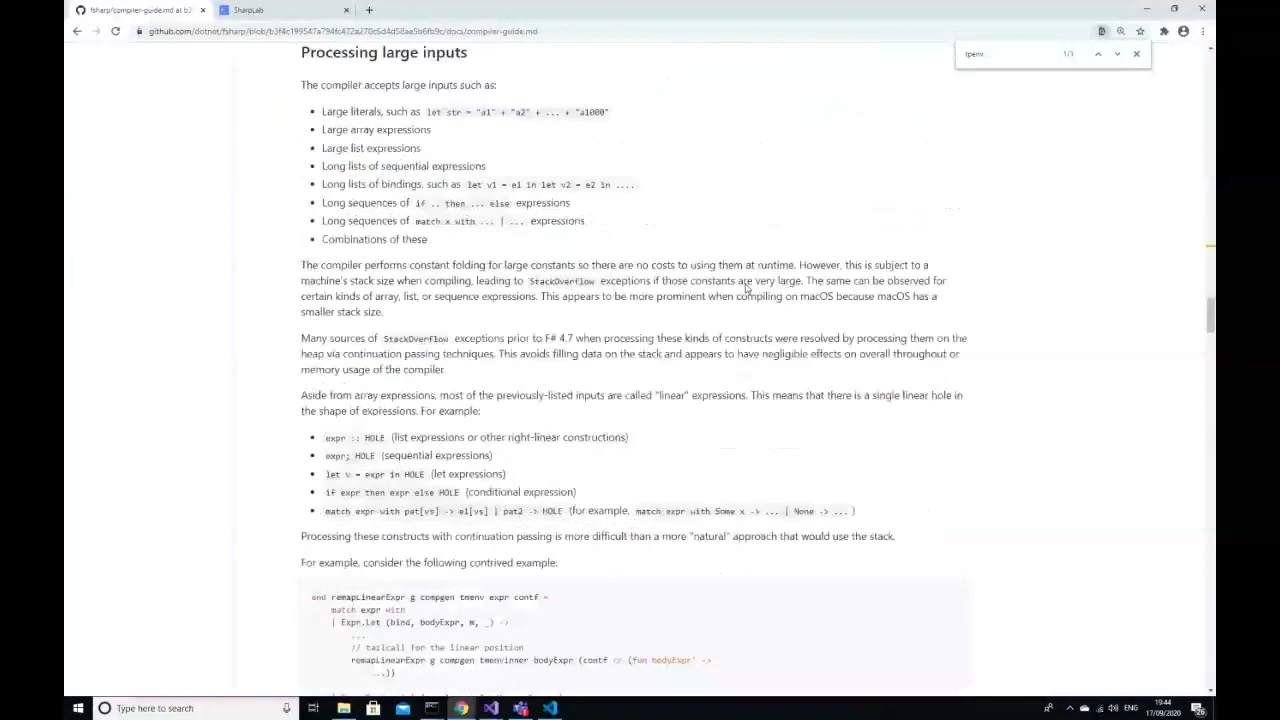 fsharp/compiler-guide.md at b3
SharpLab
github.com/dotnet/fsharp/blob/b3f4c199547a794fc472a270c5d4d58ae5b6fb9c/docs/compiler-guide.md
tpenv
1/3
Processing large inputs
The compiler accepts large inputs such as:
• Large literals, such as let str = "a1" + "a2" + ... + "a1000"
• Large array expressions
• Large list expressions
• Long lists of sequential expressions
• Long lists of bindings, such as let v1 = e1 in let v2 = e2 in ....
• Long sequences of if .. then ... else expressions
• Long sequences of match x with ... | ... expressions
• Combinations of these
The compiler performs constant folding for large constants so there are no costs to using them at runtime. However, this is subject to a
machine's stack size when compiling, leading to StackOverflow exceptions if those constants are very large. The same can be observed for
certain kinds of array, list, or sequence expressions. This appears to be more prominent when compiling on macOS because macOS has a
smaller stack size.
Many sources of StackOverflow exceptions prior to F# 4.7 when processing these kinds of constructs were resolved by processing them on the
heap via continuation passing techniques. This avoids filling data on the stack and appears to have negligible effects on overall throughout or
memory usage of the compiler.
Aside from array expressions, most of the previously-listed inputs are called "linear" expressions. This means that there is a single linear hole in
the shape of expressions. For example:
• expr :: HOLE (list expressions or other right-linear constructions)
• expr; HOLE (sequential expressions)
• let v = expr in HOLE (let expressions)
• if expr then expr else HOLE (conditional expression)
• match expr with pat[vs] -> e1[vs] | pat2 -> HOLE (for example, match expr with Some x -> ... | None -> ... )
Processing these constructs with continuation passing is more difficult than a more "natural" approach that would use the stack.
For example, consider the following contrived example:
and remapLinearExpr g compgen tmenv expr contf =
match expr with
| Expr.Let (bind, bodyExpr, m, _) ->
...
// tailcall for the linear position
remapLinearExpr g compgen tmenvinner bodyExpr (contf << (fun bodyExpr' ->
...))
Type here to search
ENG
19:44
17/09/2020